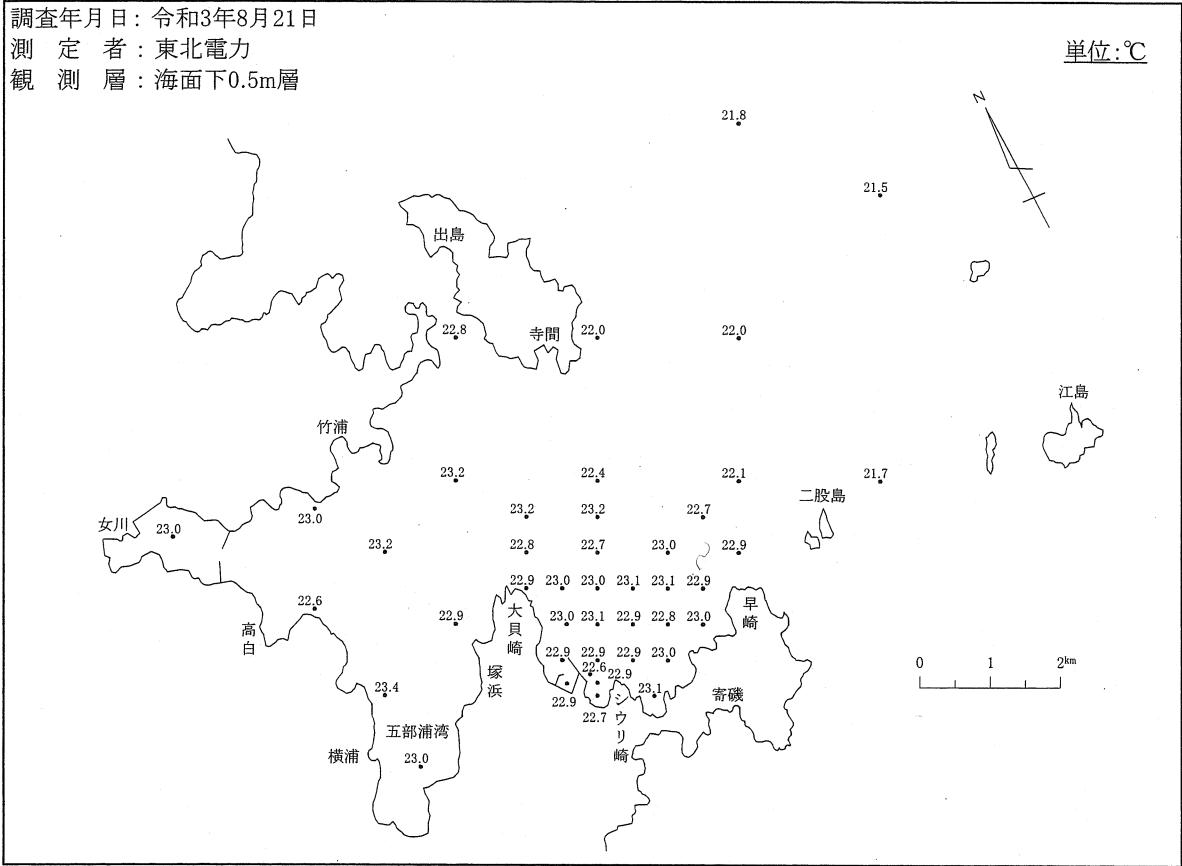 調査年月日：令和3年8月21日
測定者：東北電力
観測層：海面下0.5m層
単位：℃
N
21.8
21.5
出島
22.8
寺間
22.0
22.0
江島
竹浦
23.2
22.4
22.1
21.7
二股島
女川
23.0
23.0
23.2
23.2
22.7
23.2
22.8
22.7
23.0
22.9
22.9
23.0
23.0
23.1
23.1
22.9
22.6
高白
22.9
大貝崎
23.0
23.1
22.9
22.8
23.0
早崎
22.9
22.9
22.9
23.0
塚浜
22.6
22.9
23.4
22.9
22.7
シウリ崎
23.1
寄磯
0 1 2km
五部浦湾
横浦
23.0